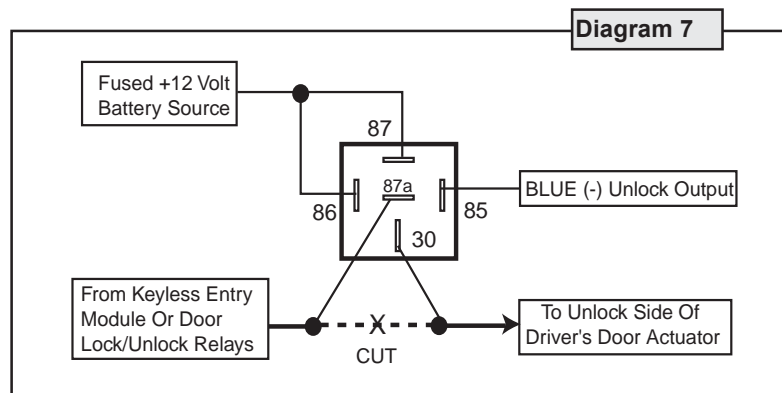 Diagram 7
Fused +12 Volt
Battery Source
87
87a
86
85
BLUE (-) Unlock Output
30
From Keyless Entry
Module Or Door
Lock/Unlock Relays
X
CUT
To Unlock Side Of
Driver's Door Actuator